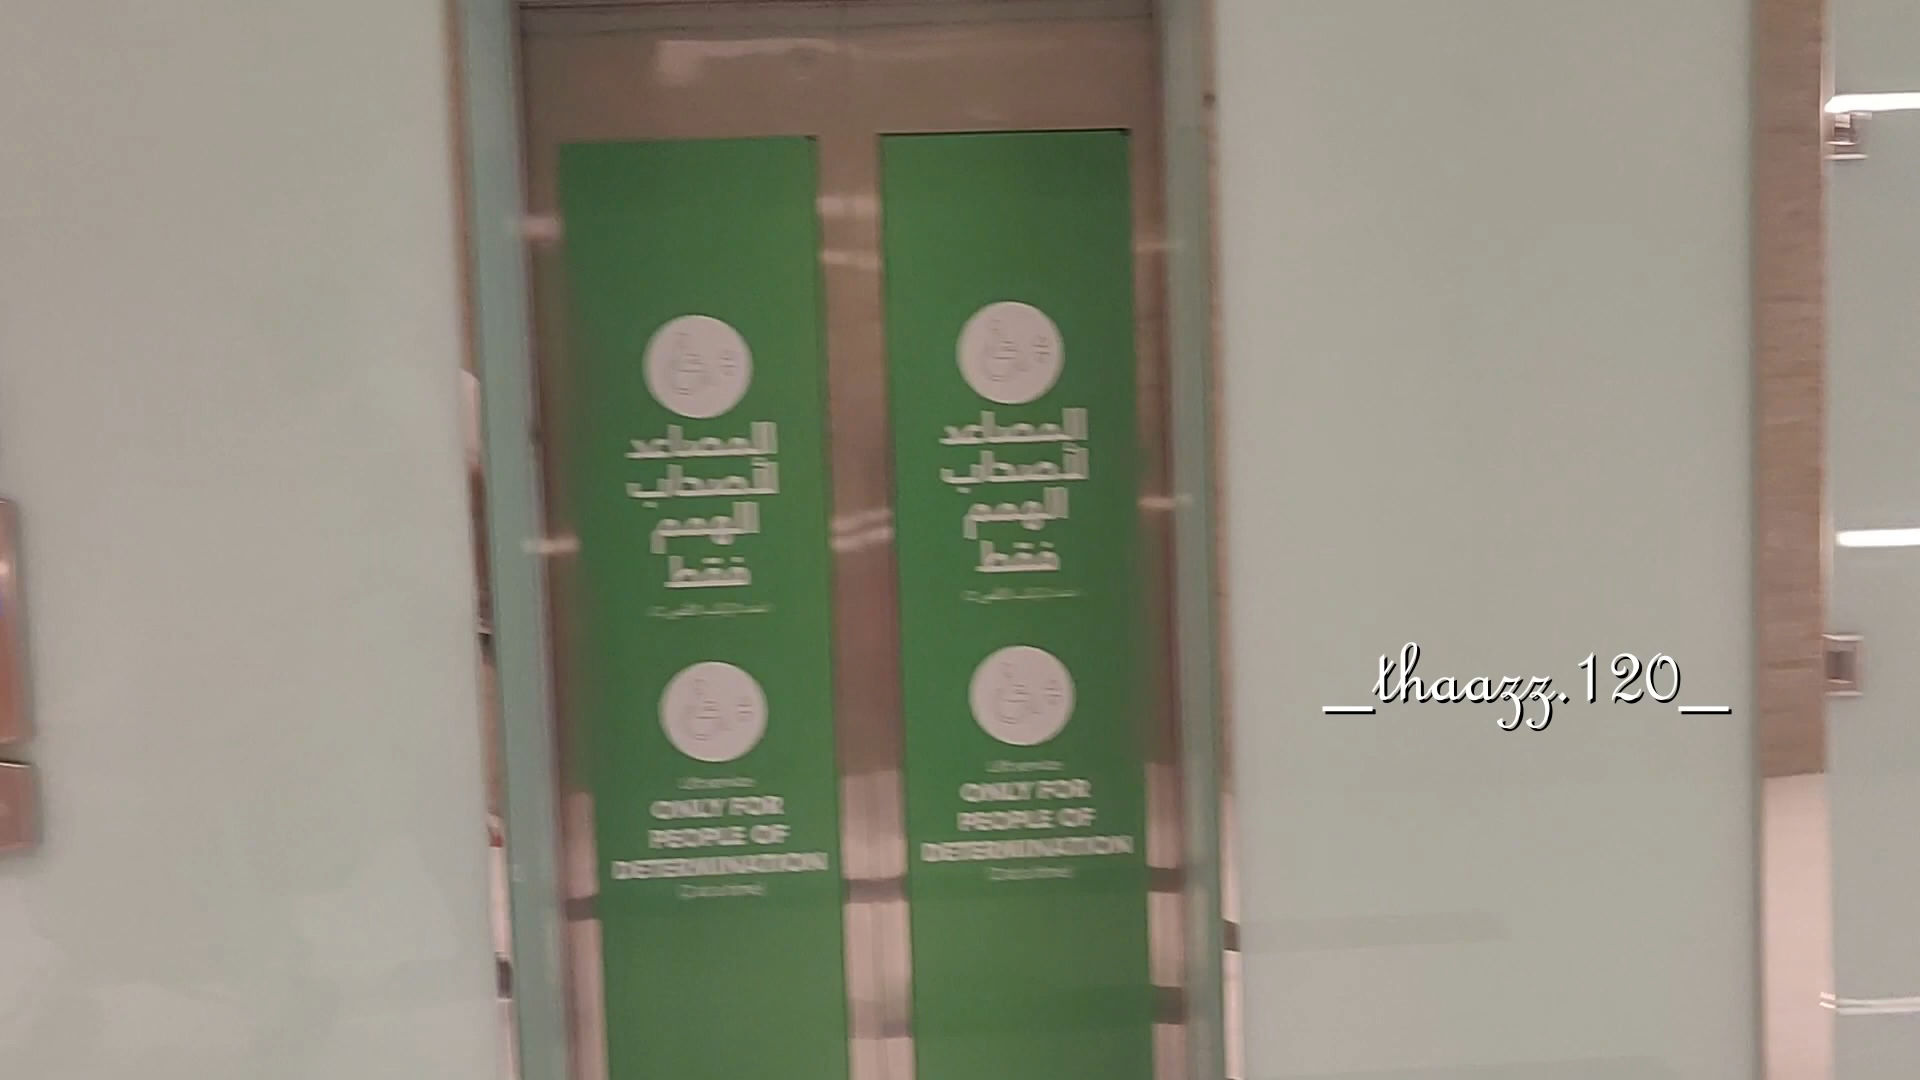 المصاعد
لأصحاب
الهمم
فقط
ONLY FOR
PEOPLE OF
DETERMINATION
المصاعد
لأصحاب
الهمم
فقط
ONLY FOR
PEOPLE OF
DETERMINATION
_thaazz.120_